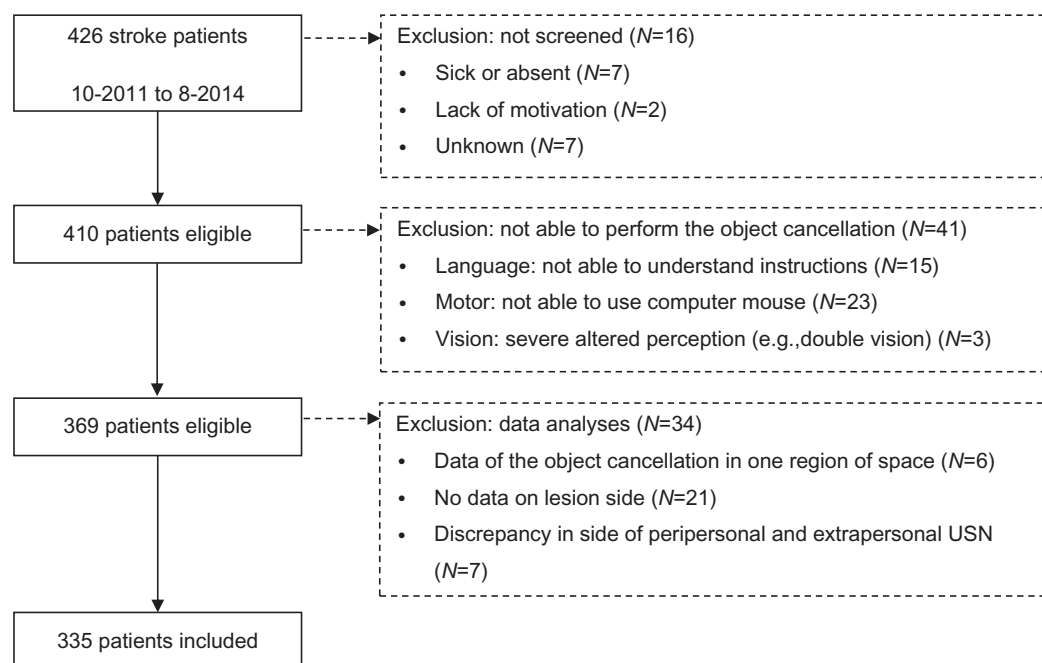 426 stroke patients
10-2011 to 8-2014
Exclusion: not screened (N=16)
• Sick or absent (N=7)
• Lack of motivation (N=2)
• Unknown (N=7)
410 patients eligible
Exclusion: not able to perform the object cancellation (N=41)
• Language: not able to understand instructions (N=15)
• Motor: not able to use computer mouse (N=23)
• Vision: severe altered perception (e.g.,double vision) (N=3)
369 patients eligible
Exclusion: data analyses (N=34)
• Data of the object cancellation in one region of space (N=6)
• No data on lesion side (N=21)
• Discrepancy in side of peripersonal and extrapersonal USN
(N=7)
335 patients included